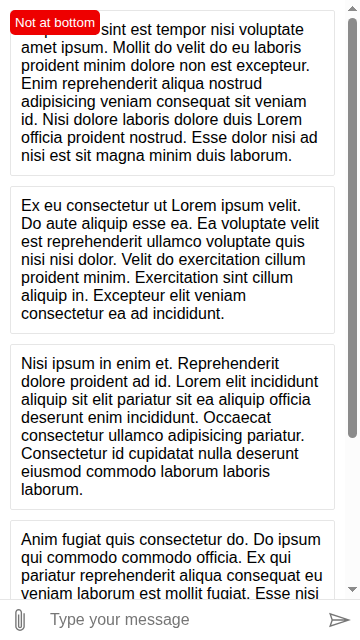 Not at bottom
sint est tempor nisi voluptate
amet ipsum. Mollit do velit do eu laboris
proident minim dolore non est excepteur.
Enim reprehenderit aliqua nostrud
adipisicing veniam consequat sit veniam
id. Nisi dolore laboris dolore duis Lorem
officia proident nostrud. Esse dolor nisi ad
nisi est sit magna minim duis laborum.
Ex eu consectetur ut Lorem ipsum velit.
Do aute aliquip esse ea. Ea voluptate velit
est reprehenderit ullamco voluptate quis
nisi nisi dolor. Velit do exercitation cillum
proident minim. Exercitation sint cillum
aliquip in. Excepteur elit veniam
consectetur ea ad incididunt.
Nisi ipsum in enim et. Reprehenderit
dolore proident ad id. Lorem elit incididunt
aliquip sit elit pariatur sit ea aliquip officia
deserunt enim incididunt. Occaecat
consectetur ullamco adipisicing pariatur.
Consectetur id cupidatat nulla deserunt
eiusmod commodo laborum laboris
laborum.
Anim fugiat quis consectetur do. Do ipsum
qui commodo commodo officia. Ex qui
pariatur reprehenderit aliqua consequat eu
veniam laborum est mollit fugiat. Esse nisi
Type your message